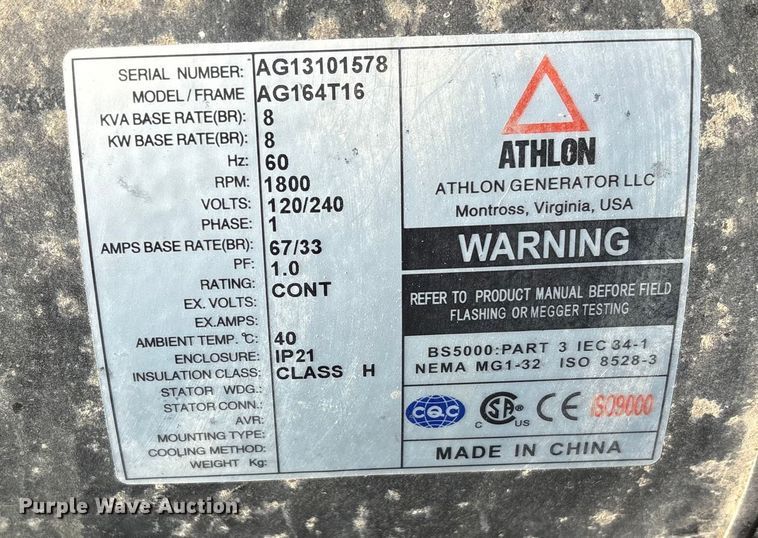 SERIAL NUMBER: AG13101578
MODEL/FRAME AG164T16
KVA BASE RATE(BR): 8
KW BASE RATE(BR): 8
Hz: 60
RPM: 1800
VOLTS: 120/240
PHASE: 1
AMPS BASE RATE(BR): 67/33
PF: 1.0
RATING: CONT
EX. VOLTS:
EX.AMPS:
AMBIENT TEMP. °C: 40
ENCLOSURE: IP21
INSULATION CLASS: CLASS H
STATOR WDG.:
STATOR CONN.:
AVR:
MOUNTING TYPE:
COOLING METHOD:
WEIGHT Kg:
ATHLON
ATHLON GENERATOR LLC
Montross, Virginia, USA
WARNING
REFER TO PRODUCT MANUAL BEFORE FIELD
FLASHING OR MEGGER TESTING
BS5000:PART 3 IEC 34-1
NEMA MG1-32 ISO 8528-3
CQC C SA US CE ISO9000
MADE IN CHINA
Purple Wave Auction